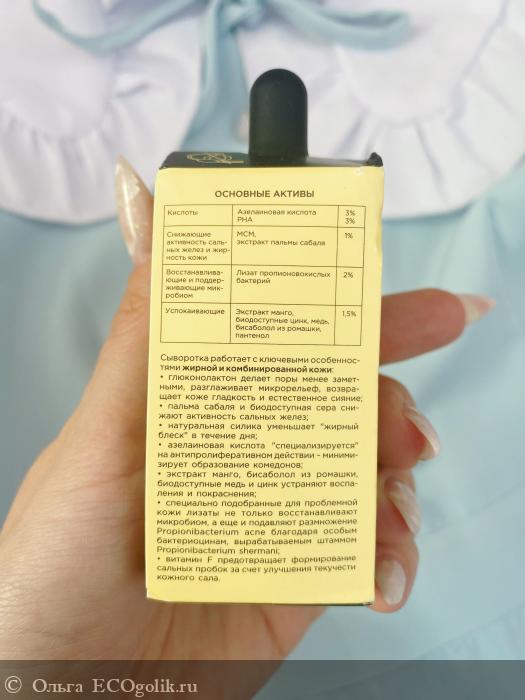 ОСНОВНЫЕ АКТИВЫ
Кислоты Азелаиновая кислота 3%
PHA 3%
Снижающие МСМ, 1%
активность саль- экстракт пальмы сабаля
ных желез и жир-
ность кожи
Восстанавлива- Лизат пропионовокислых 2%
ющие и поддер- бактерий
живающие мик-
робиом
Успокаивающие Экстракт манго, 1,5%
биодоступные цинк, медь,
бисаболол из ромашки,
пантенол
Сыворотка работает с ключевыми особеннос-
тями жирной и комбинированной кожи:
• глюконолактон делает поры менее замет-
ными, разглаживает микрорельеф, возвра-
щает коже гладкость и естественное сияние;
• пальма сабаля и биодоступная сера сни-
жают активность сальных желез;
• натуральная силика уменьшает "жирный
блеск" в течение дня;
• азелаиновая кислота "специализируется"
на антипролиферативном действии - миними-
зирует образование комедонов;
• экстракт манго, бисаболол из ромашки,
биодоступные медь и цинк устраняют воспа-
ления и покраснения;
• специально подобранные для проблемной
кожи лизаты не только восстанавливают
микробиом, а еще и подавляют размножение
Propionibacterium acne благодаря особым
бактериоцинам, вырабатываемым штаммом
Propionibacterium shermani;
• витамин F предотвращает формирование
сальных пробок за счет улучшения текучести
кожного сала.
© Ольга ECOgolik.ru